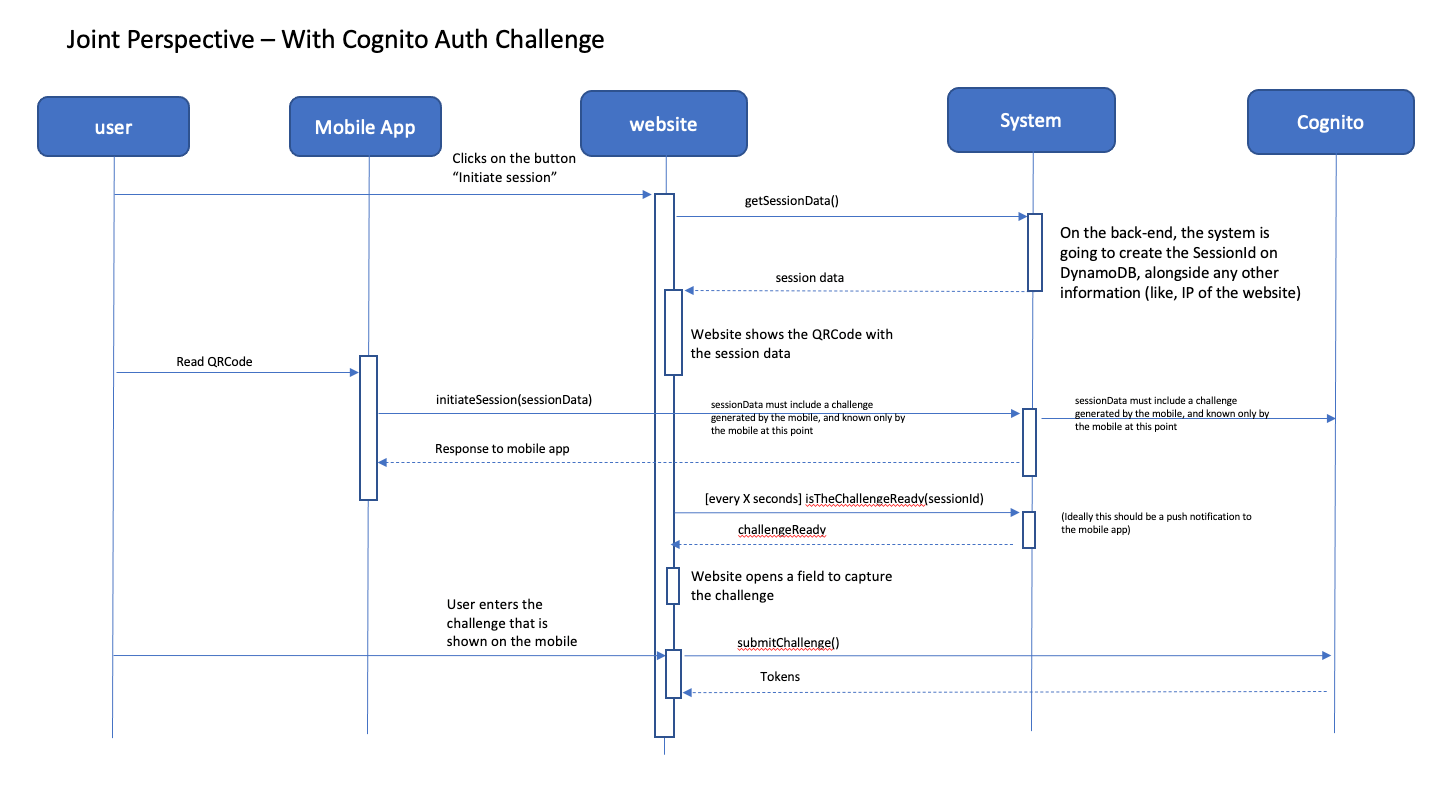 Joint Perspective – With Cognito Auth Challenge
user
Mobile App
website
System
Cognito
Clicks on the button
“Initiate session”
getSessionData()
On the back-end, the system is
going to create the SessionId on
DynamoDB, alongside any other
information (like, IP of the website)
session data
Website shows the QRCode with
the session data
Read QRCode
initiateSession(sessionData)
sessionData must include a challenge
generated by the mobile, and known only by
the mobile at this point
sessionData must include a challenge
generated by the mobile, and known only by
the mobile at this point
Response to mobile app
[every X seconds] isTheChallengeReady(sessionId)
(Ideally this should be a push notification to
the mobile app)
challengeReady
Website opens a field to capture
the challenge
User enters the
challenge that is
shown on the mobile
submitChallenge()
Tokens